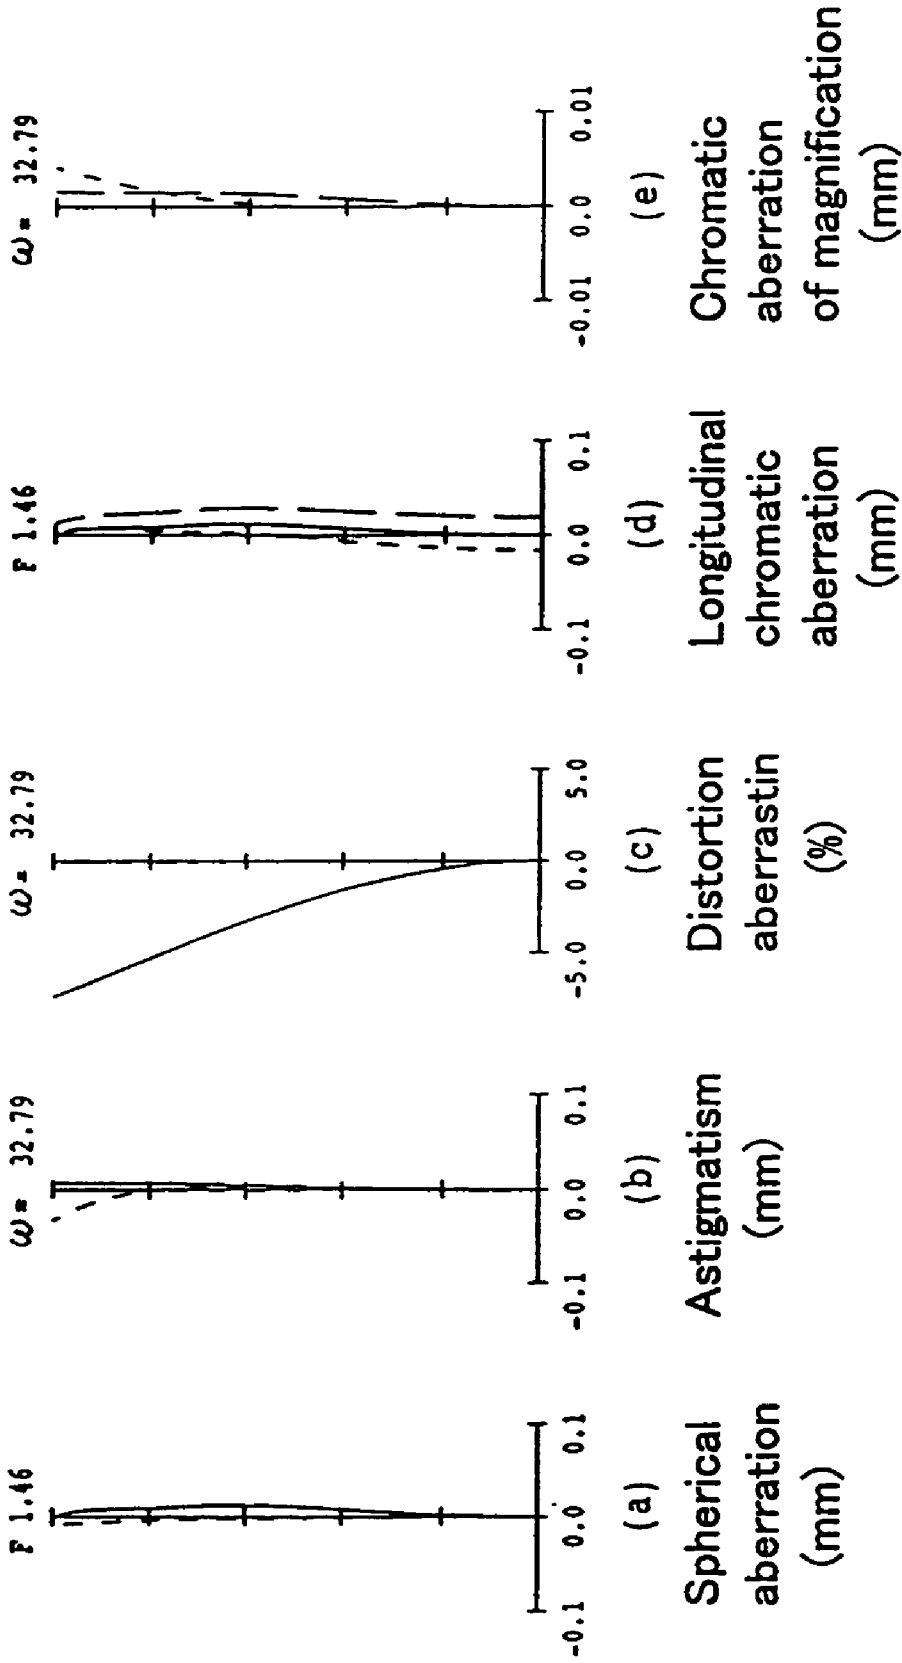 F 1.46
-0.1 0.0 0.1
(a)
Spherical
aberration
(mm)
ω= 32.79
-0.1 0.0 0.1
(b)
Astigmatism
(mm)
ω= 32.79
-5.0 0.0 5.0
(c)
Distortion
aberrastin
(%)
F 1.46
-0.1 0.0 0.1
(d)
Longitudinal
chromatic
aberration
(mm)
ω= 32.79
-0.01 0.0 0.01
(e)
Chromatic
aberration
of magnification
(mm)